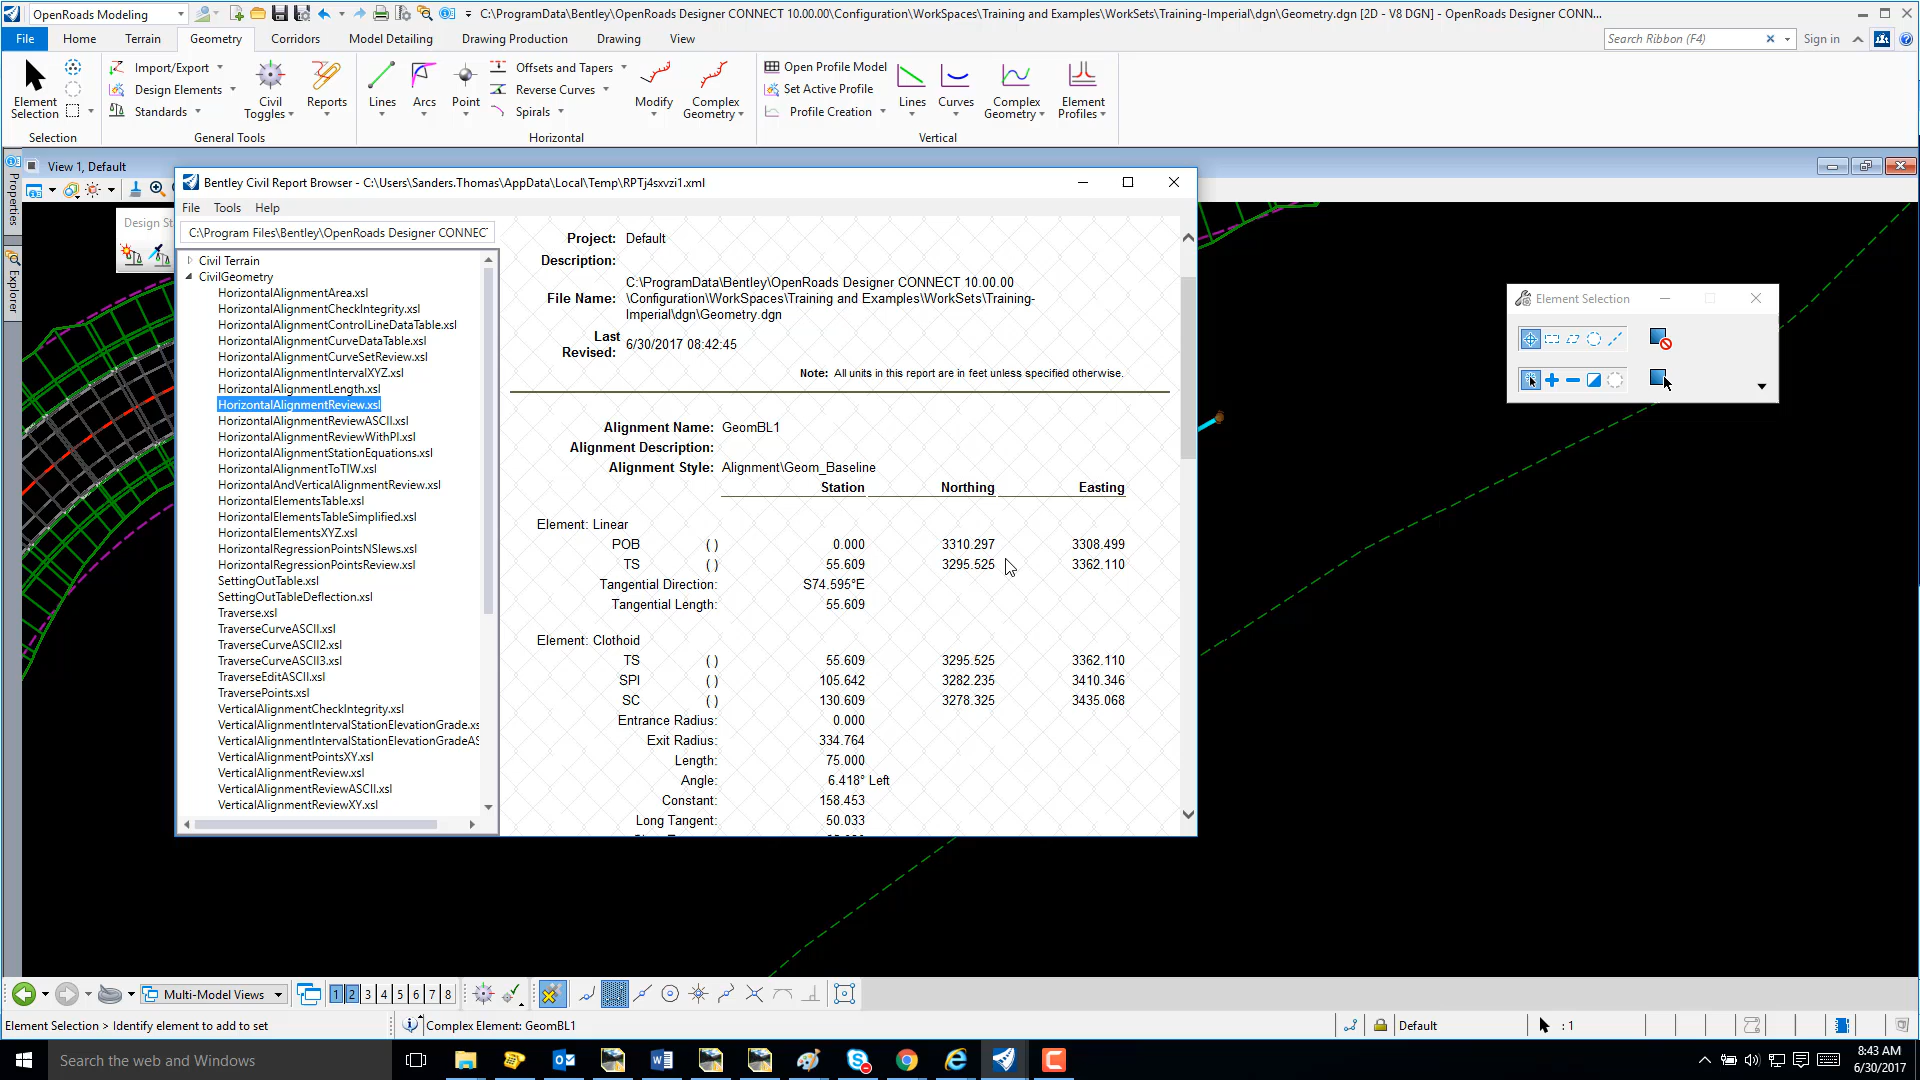 OpenRoads Modeling
C:\ProgramData\Bentley\OpenRoads Designer CONNECT 10.00.00\Configuration\WorkSpaces\Training and Examples\WorkSets\Training-Imperial\dgn\Geometry.dgn [2D - V8 DGN] - OpenRoads Designer CONN...
File Home Terrain Geometry Corridors Model Detailing Drawing Production Drawing View
Search Ribbon (F4)
Sign in
Element
Selection
Selection
Import/Export
Design Elements
Standards
Civil
Toggles
Reports
General Tools
Lines
Arcs
Point
Offsets and Tapers
Reverse Curves
Spirals
Modify
Complex
Geometry
Horizontal
Open Profile Model
Set Active Profile
Profile Creation
Lines
Curves
Complex
Geometry
Element
Profiles
Vertical
View 1, Default
Properties
Explorer
Design St
Bentley Civil Report Browser - C:\Users\Sanders.Thomas\AppData\Local\Temp\RPTj4sxvzi1.xml
File Tools Help
C:\Program Files\Bentley\OpenRoads Designer CONNEC
Civil Terrain
CivilGeometry
HorizontalAlignmentArea.xsl
HorizontalAlignmentCheckIntegrity.xsl
HorizontalAlignmentControlLineDataTable.xsl
HorizontalAlignmentCurveDataTable.xsl
HorizontalAlignmentCurveSetReview.xsl
HorizontalAlignmentIntervalXYZ.xsl
HorizontalAlignmentLength.xsl
HorizontalAlignmentReview.xsl
HorizontalAlignmentReviewASCII.xsl
HorizontalAlignmentReviewWithPI.xsl
HorizontalAlignmentStationEquations.xsl
HorizontalAlignmentToTIW.xsl
HorizontalAndVerticalAlignmentReview.xsl
HorizontalElementsTable.xsl
HorizontalElementsTableSimplified.xsl
HorizontalElementsXYZ.xsl
HorizontalRegressionPointsNSlews.xsl
HorizontalRegressionPointsReview.xsl
SettingOutTable.xsl
SettingOutTableDeflection.xsl
Traverse.xsl
TraverseCurveASCII.xsl
TraverseCurveASCII2.xsl
TraverseCurveASCII3.xsl
TraverseEditASCII.xsl
TraversePoints.xsl
VerticalAlignmentCheckIntegrity.xsl
VerticalAlignmentIntervalStationElevationGrade.xs
VerticalAlignmentIntervalStationElevationGradeAS
VerticalAlignmentPointsXY.xsl
VerticalAlignmentReview.xsl
VerticalAlignmentReviewASCII.xsl
VerticalAlignmentReviewXY.xsl
Project: Default
Description:
File Name: C:\ProgramData\Bentley\OpenRoads Designer CONNECT 10.00.00
\Configuration\WorkSpaces\Training and Examples\WorkSets\Training-
Imperial\dgn\Geometry.dgn
Last
Revised: 6/30/2017 08:42:45
Note: All units in this report are in feet unless specified otherwise.
Alignment Name: GeomBL1
Alignment Description:
Alignment Style: Alignment\Geom_Baseline
Station Northing Easting
Element: Linear
POB ( ) 0.000 3310.297 3308.499
TS ( ) 55.609 3295.525 3362.110
Tangential Direction: S74.595°E
Tangential Length: 55.609
Element: Clothoid
TS ( ) 55.609 3295.525 3362.110
SPI ( ) 105.642 3282.235 3410.346
SC ( ) 130.609 3278.325 3435.068
Entrance Radius: 0.000
Exit Radius: 334.764
Length: 75.000
Angle: 6.418° Left
Constant: 158.453
Long Tangent: 50.033
Element Selection
Multi-Model Views
1 2 3 4 5 6 7 8
Element Selection > Identify element to add to set
Complex Element: GeomBL1
Default
: 1
Search the web and Windows
8:43 AM
6/30/2017